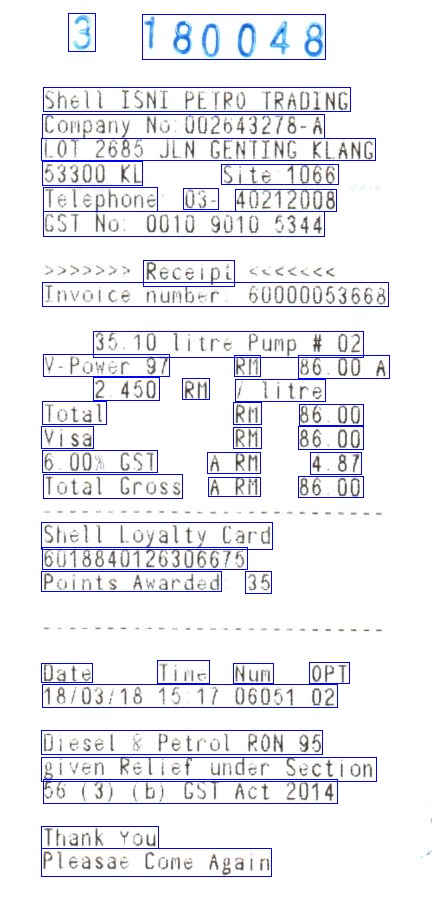 3 180048
Shell ISNI PETRO TRADING
Company No:002643278-A
LOT 2685 JLN GENTING KLANG
53300 KL Site:1066
Telephone: 03- 40212008
GST No: 0010 9010 5344
>>>>>>> Receipt <<<<<<<
Invoice number: 60000053668
35.10 litre Pump # 02
V-Power 97 RM 86.00 A
2.450 RM / litre
Total RM 86.00
Visa RM 86.00
6.00% GST A RM 4.87
Total Gross A RM 86.00
-----------------------------
Shell Loyalty Card
6018840126306675
Points Awarded: 35
-----------------------------
Date Time Num OPT
18/03/18 15:17 06051 02
Diesel & Petrol RON 95
given Relief under Section
56 (3) (b) GST Act 2014
Thank You
Pleasae Come Again